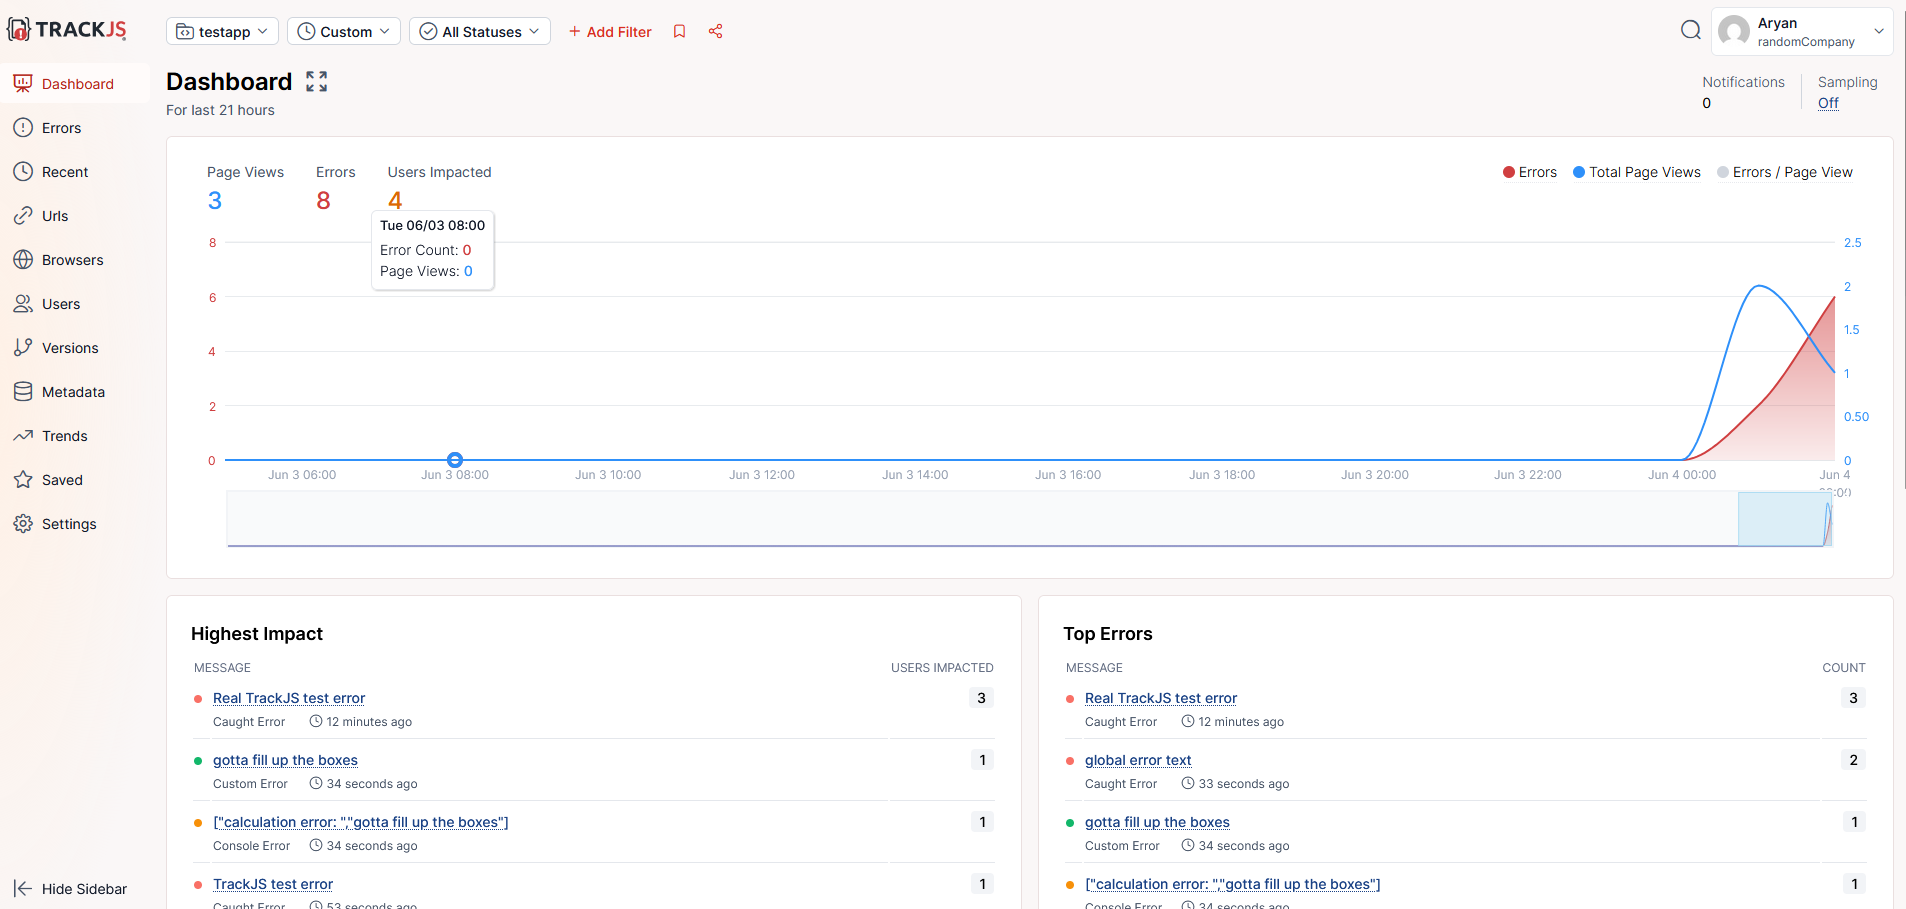 TRACKJS
testapp
Custom
All Statuses
+ Add Filter
Aryan
randomCompany
Dashboard
Errors
Recent
Urls
Browsers
Users
Versions
Metadata
Trends
Saved
Settings
Hide Sidebar
Dashboard
For last 21 hours
Notifications
0
Sampling
Off
Page Views
3
Errors
8
Users Impacted
4
Errors
Total Page Views
Errors / Page View
Tue 06/03 08:00
Error Count: 0
Page Views: 0
8
6
4
2
0
2.5
2
1.5
1
0.50
0
Jun 3 06:00
Jun 3 08:00
Jun 3 10:00
Jun 3 12:00
Jun 3 14:00
Jun 3 16:00
Jun 3 18:00
Jun 3 20:00
Jun 3 22:00
Jun 4 00:00
Jun 4
Highest Impact
MESSAGE USERS IMPACTED
Real TrackJS test error 3
Caught Error 12 minutes ago
gotta fill up the boxes 1
Custom Error 34 seconds ago
["calculation error: ","gotta fill up the boxes"] 1
Console Error 34 seconds ago
TrackJS test error 1
Caught Error 53 seconds ago
Top Errors
MESSAGE COUNT
Real TrackJS test error 3
Caught Error 12 minutes ago
global error text 2
Caught Error 33 seconds ago
gotta fill up the boxes 1
Custom Error 34 seconds ago
["calculation error: ","gotta fill up the boxes"] 1
Console Error 34 seconds ago